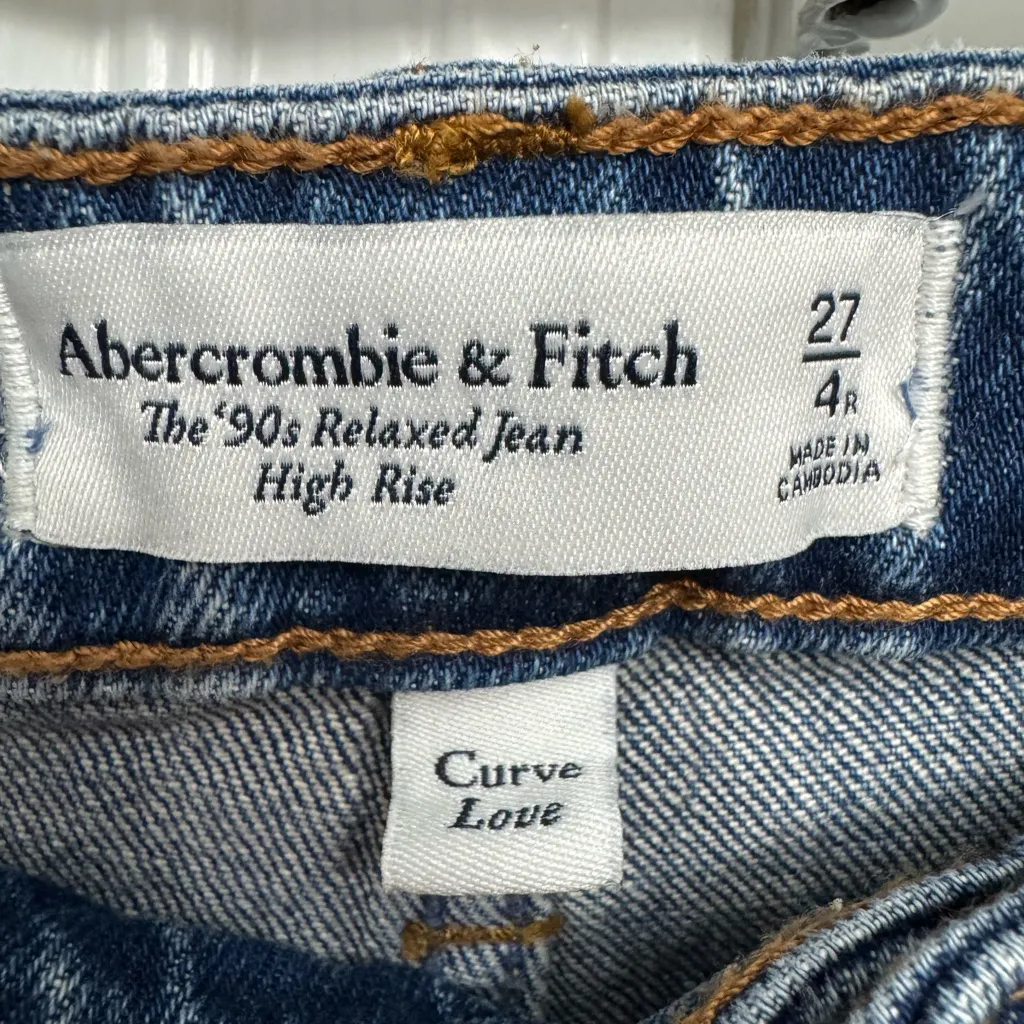 Abercrombie & Fitch
The '90s Relaxed Jean
High Rise
27
4R
MADE IN
CAMBODIA
Curve
Love